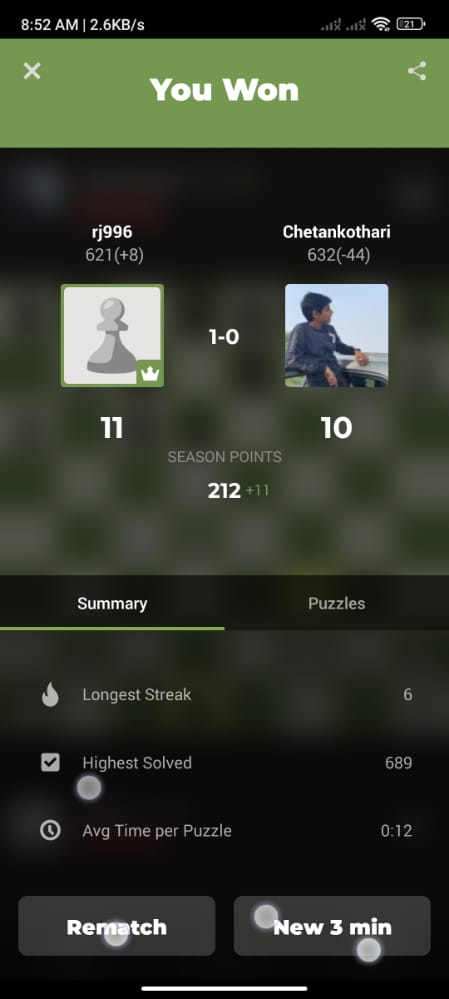 8:52 AM | 2.6KB/s
21
You Won
rj996
Chetankothari
621(+8)
632(-44)
1-0
11
10
SEASON POINTS
212 +11
Summary
Puzzles
Longest Streak
6
Highest Solved
689
Avg Time per Puzzle
0:12
Rematch
New 3 min